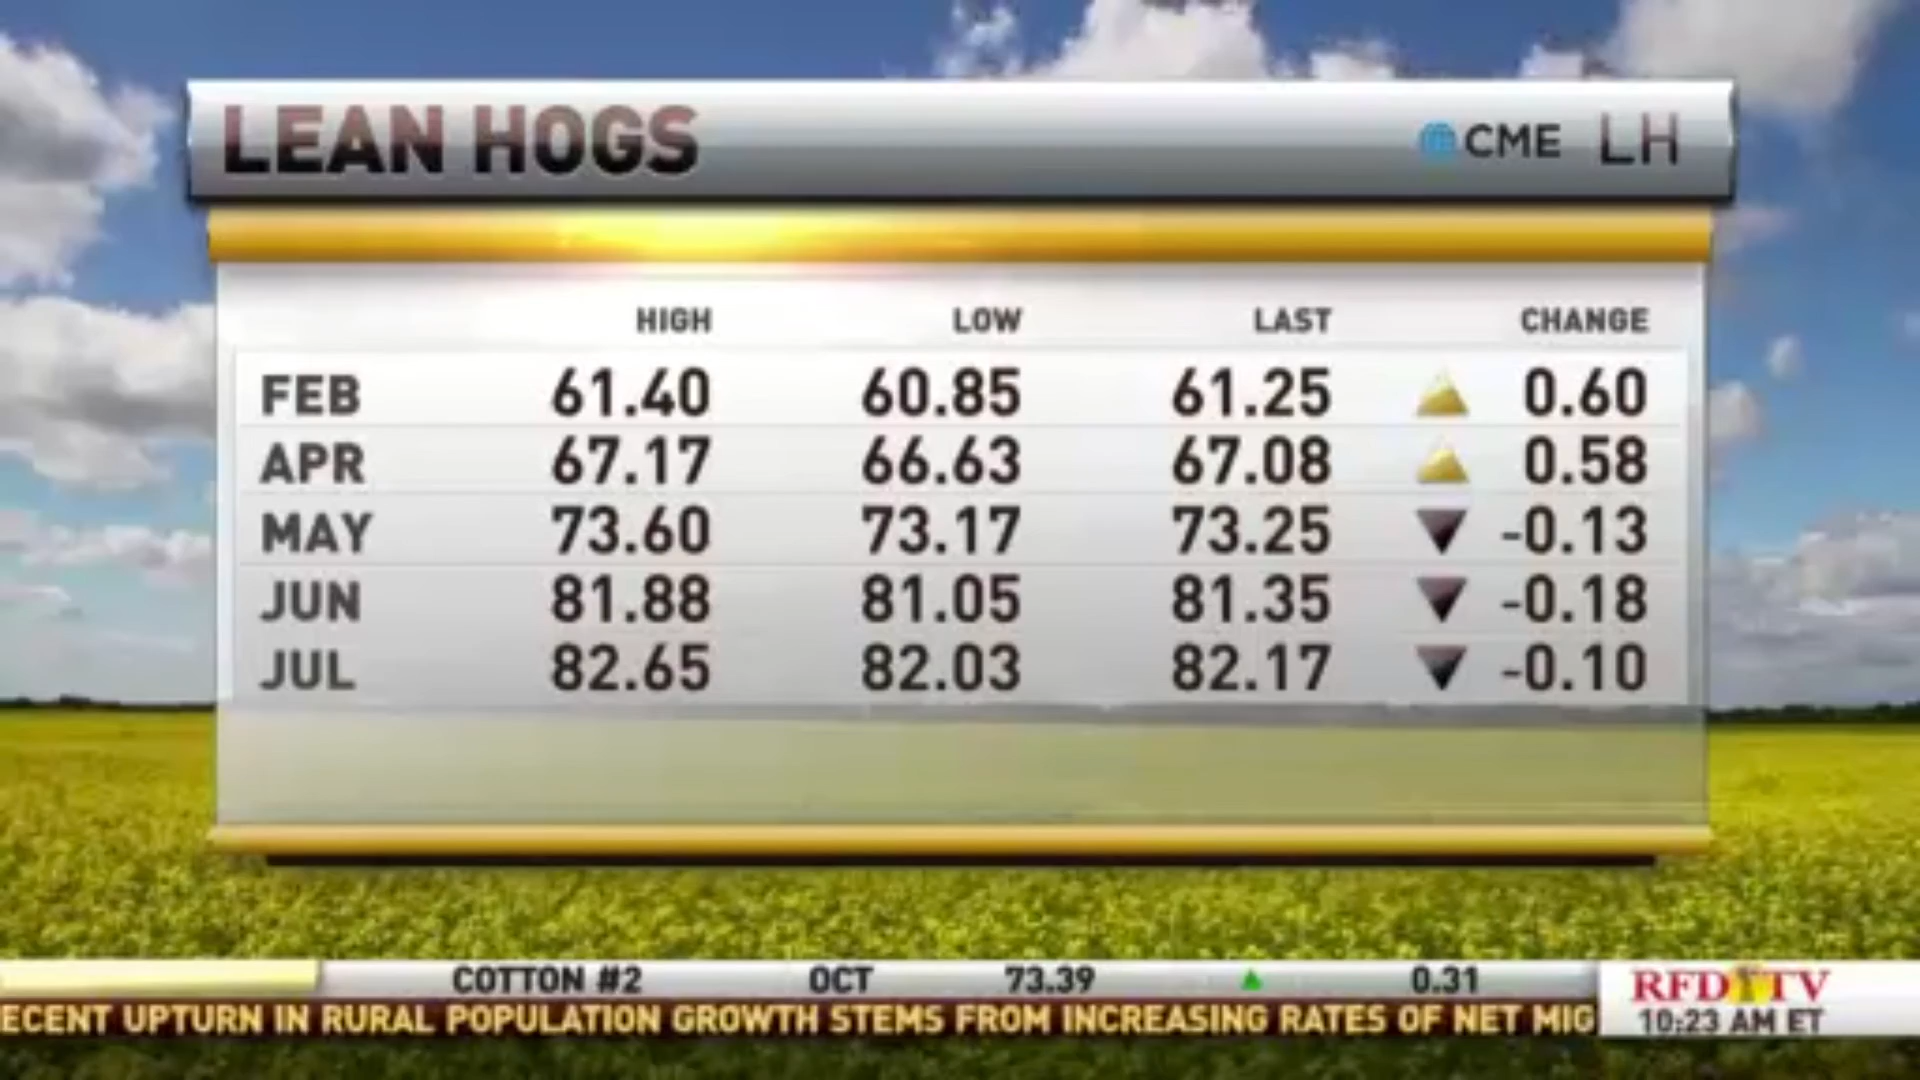 LEAN HOGS CME LH
HIGH LOW LAST CHANGE
FEB 61.40 60.85 61.25 0.60
APR 67.17 66.63 67.08 0.58
MAY 73.60 73.17 73.25 -0.13
JUN 81.88 81.05 81.35 -0.18
JUL 82.65 82.03 82.17 -0.10
COTTON #2 OCT 73.39 0.31
ECENT UPTURN IN RURAL POPULATION GROWTH STEMS FROM INCREASING RATES OF NET MIG
RFD TV
10:23 AM ET